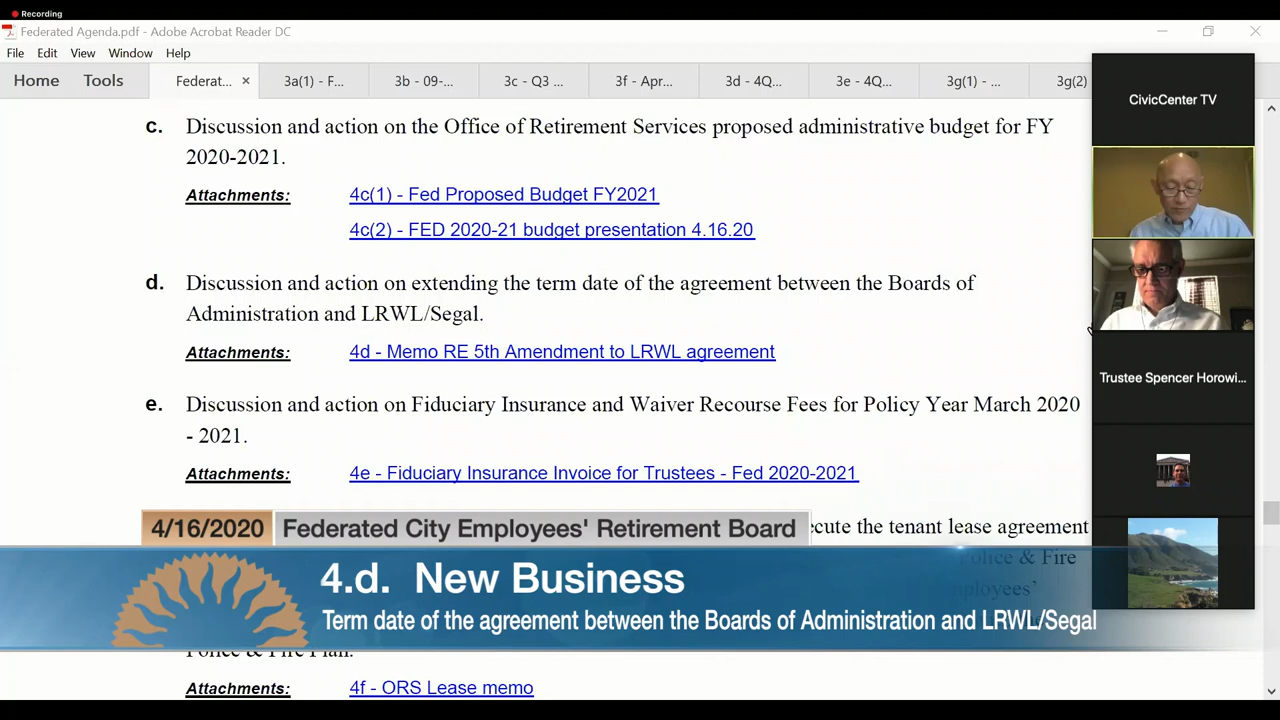 Recording
Federated Agenda.pdf - Adobe Acrobat Reader DC
File Edit View Window Help
Home Tools Federat... × 3a(1) - F... 3b - 09-... 3c - Q3 ... 3f - Apr... 3d - 4Q... 3e - 4Q... 3g(1) - ... 3g(2)
CivicCenter TV
c. Discussion and action on the Office of Retirement Services proposed administrative budget for FY
2020-2021.
Attachments: 4c(1) - Fed Proposed Budget FY2021
4c(2) - FED 2020-21 budget presentation 4.16.20
d. Discussion and action on extending the term date of the agreement between the Boards of
Administration and LRWL/Segal.
Attachments: 4d - Memo RE 5th Amendment to LRWL agreement
Trustee Spencer Horowi...
e. Discussion and action on Fiduciary Insurance and Waiver Recourse Fees for Policy Year March 2020
- 2021.
Attachments: 4e - Fiduciary Insurance Invoice for Trustees - Fed 2020-2021
4/16/2020 Federated City Employees' Retirement Board
the tenant lease agreement
& Fire
4.d. New Business
Term date of the agreement between the Boards of Administration and LRWL/Segal
Police & Fire Plan.
Attachments: 4f - ORS Lease memo